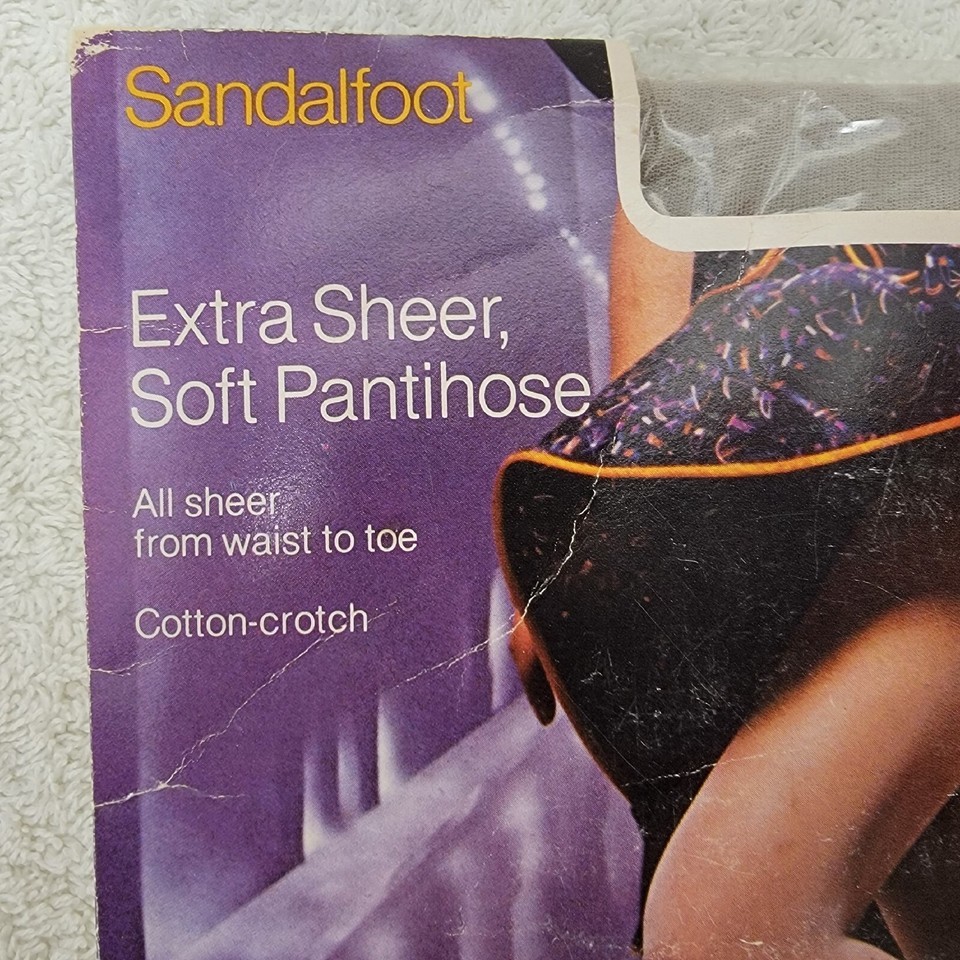 Sandalfoot
Extra Sheer,
Soft Pantihose
All sheer
from waist to toe
Cotton-crotch